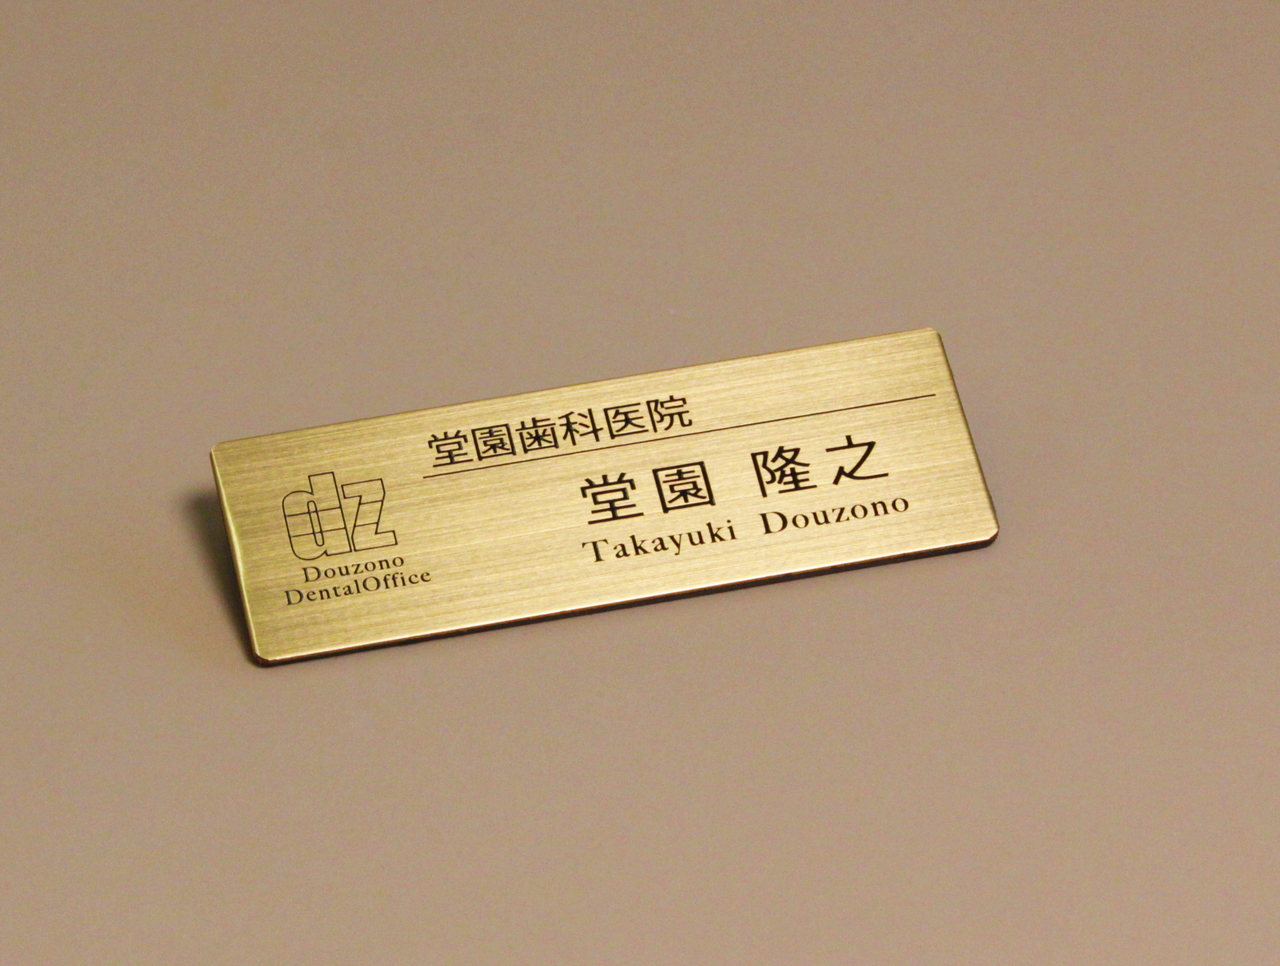 堂園歯科医院
堂園 隆之
Takayuki Douzono
dz
Douzono
DentalOffice